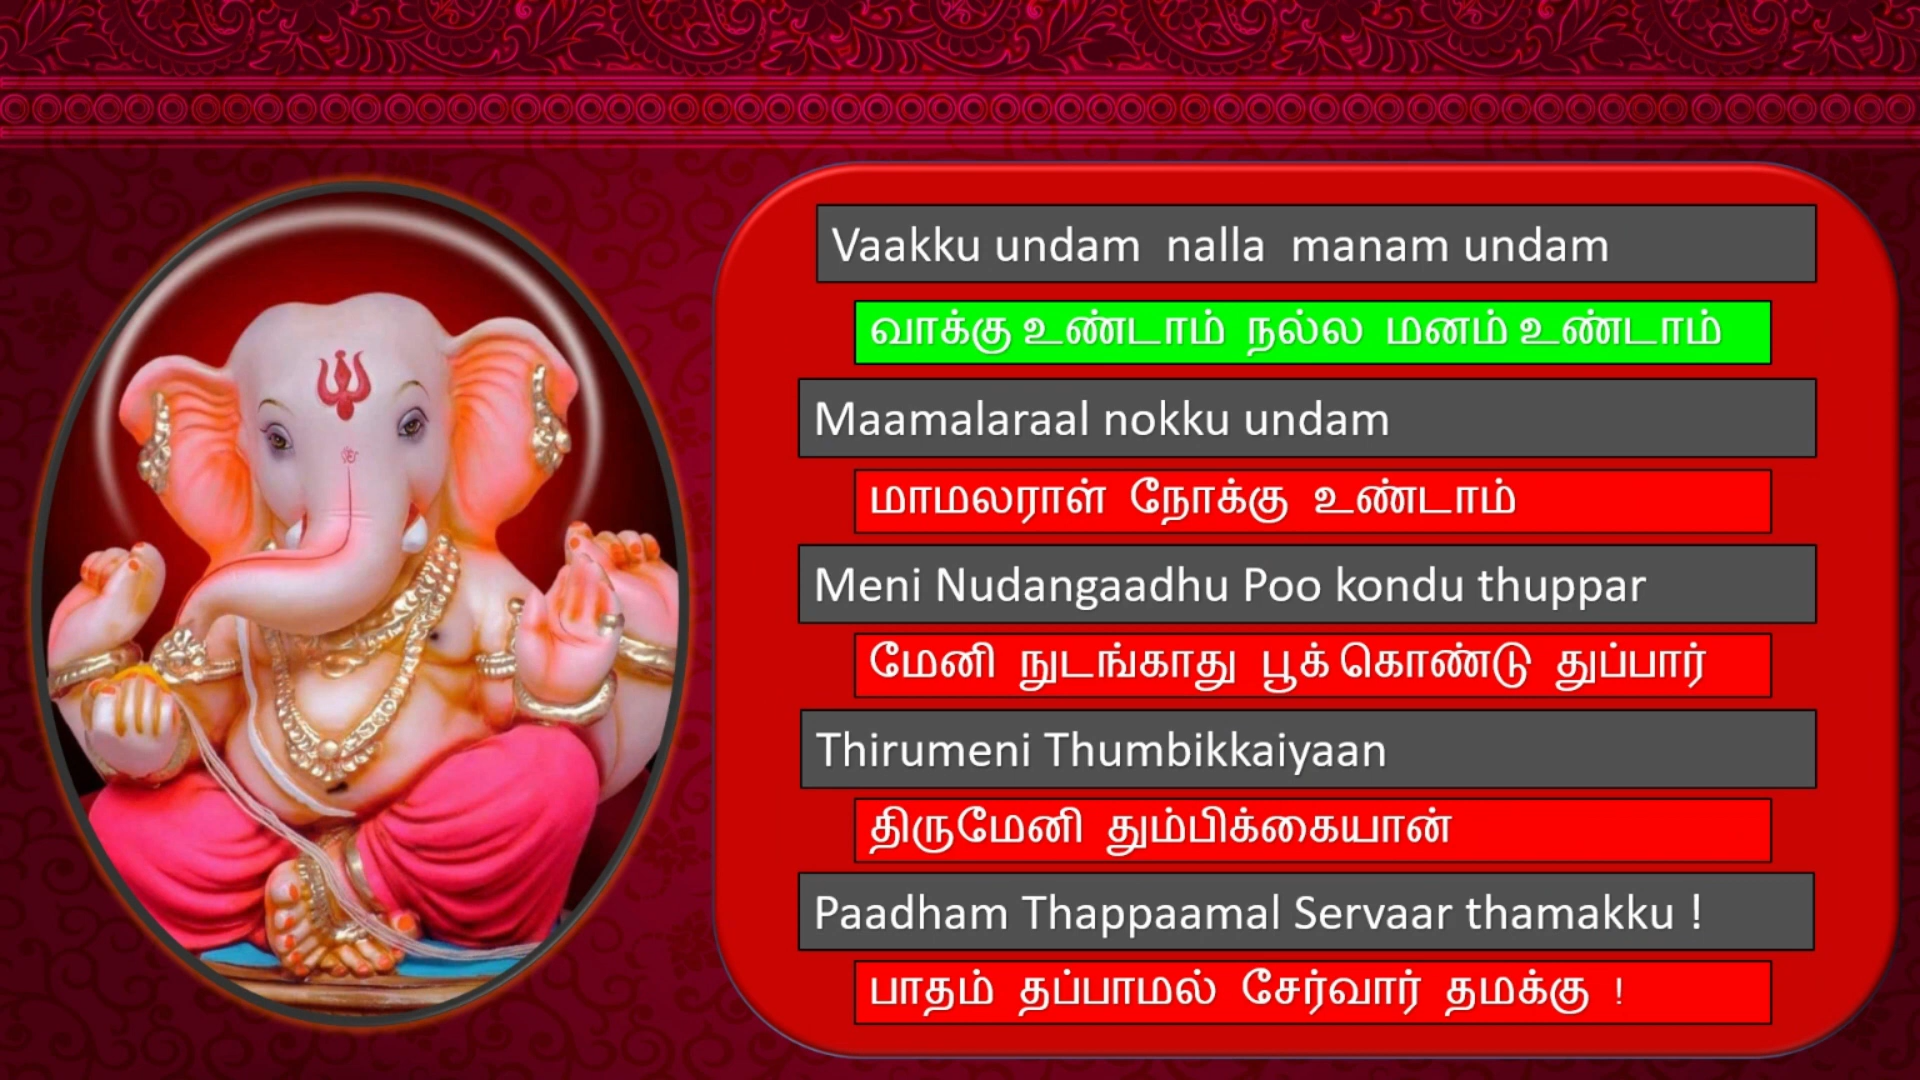 Vaakku undam nalla manam undam
வாக்கு உண்டாம் நல்ல மனம் உண்டாம்
Maamalaraal nokku undam
மாமலராள் நோக்கு உண்டாம்
Meni Nudangaadhu Poo kondu thuppar
மேனி நுடங்காது பூக் கொண்டு துப்பார்
Thirumeni Thumbikkaiyaan
திருமேனி தும்பிக்கையான்
Paadham Thappaamal Servaar thamakku !
பாதம் தப்பாமல் சேர்வார் தமக்கு !